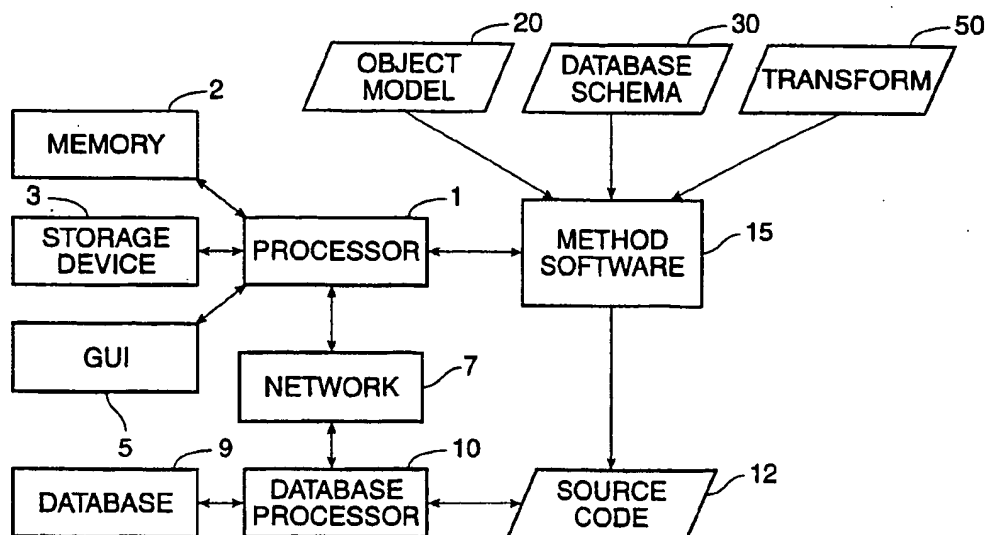 20
30
50
OBJECT
MODEL
DATABASE
SCHEMA
TRANSFORM
2
MEMORY
3
STORAGE
DEVICE
1
PROCESSOR
METHOD
SOFTWARE
15
GUI
5
NETWORK
7
9
DATABASE
10
DATABASE
PROCESSOR
SOURCE
CODE
12